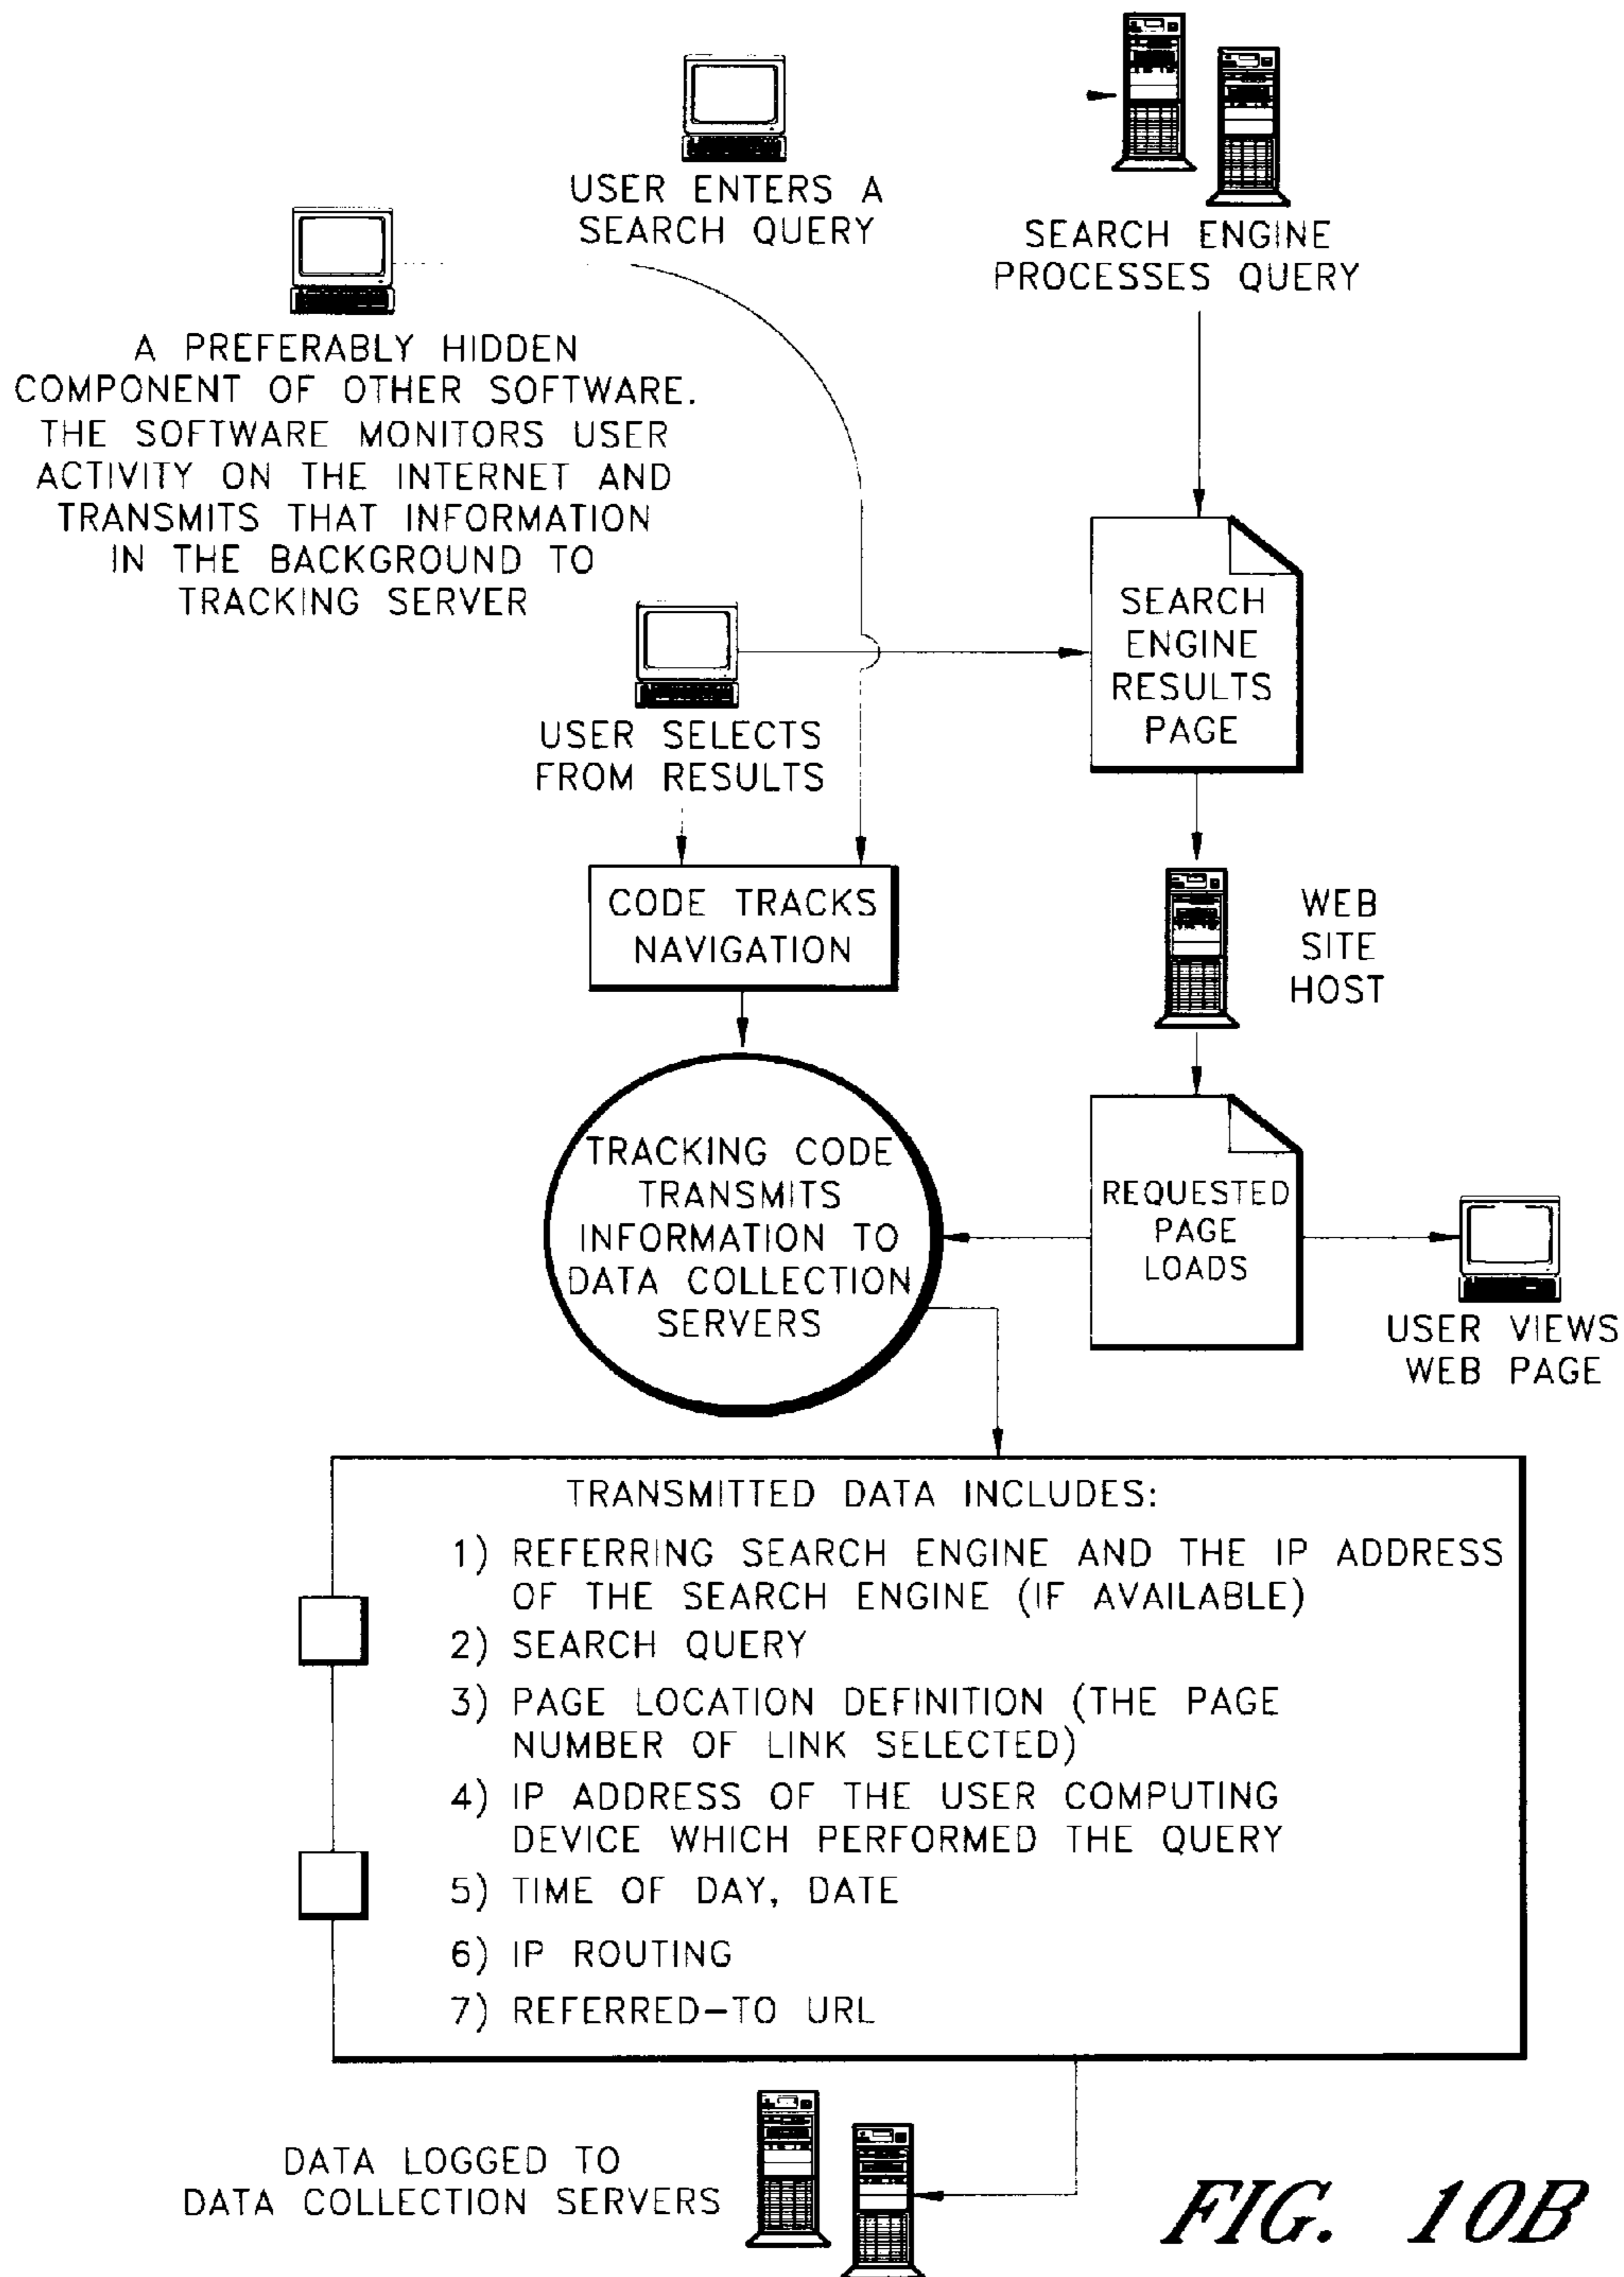 USER ENTERS A
SEARCH QUERY
SEARCH ENGINE
PROCESSES QUERY
A PREFERABLY HIDDEN
COMPONENT OF OTHER SOFTWARE.
THE SOFTWARE MONITORS USER
ACTIVITY ON THE INTERNET AND
TRANSMITS THAT INFORMATION
IN THE BACKGROUND TO
TRACKING SERVER
SEARCH
ENGINE
RESULTS
PAGE
USER SELECTS
FROM RESULTS
CODE TRACKS
NAVIGATION
WEB
SITE
HOST
TRACKING CODE
TRANSMITS
INFORMATION TO
DATA COLLECTION
SERVERS
REQUESTED
PAGE
LOADS
USER VIEWS
WEB PAGE
TRANSMITTED DATA INCLUDES:
1) REFERRING SEARCH ENGINE AND THE IP ADDRESS
OF THE SEARCH ENGINE (IF AVAILABLE)
2) SEARCH QUERY
3) PAGE LOCATION DEFINITION (THE PAGE
NUMBER OF LINK SELECTED)
4) IP ADDRESS OF THE USER COMPUTING
DEVICE WHICH PERFORMED THE QUERY
5) TIME OF DAY, DATE
6) IP ROUTING
7) REFERRED-TO URL
DATA LOGGED TO
DATA COLLECTION SERVERS
FIG. 10B